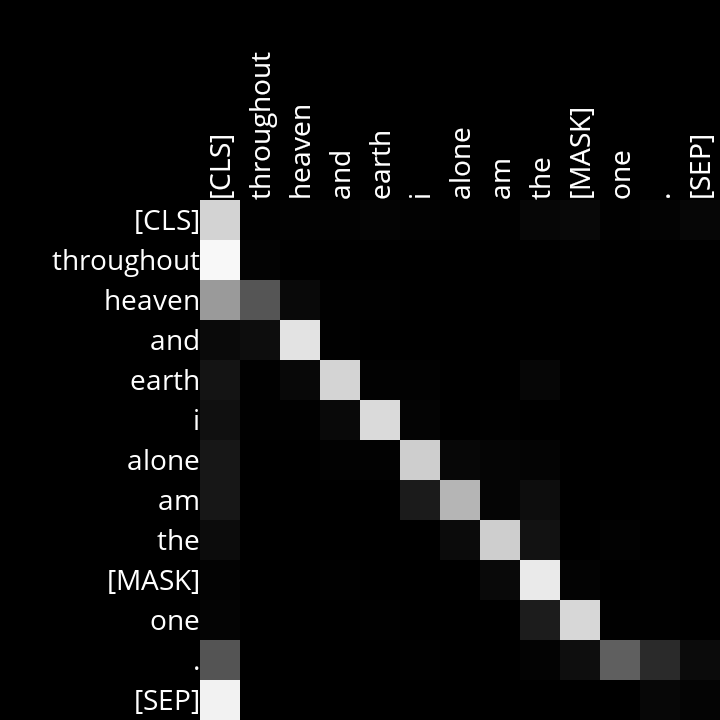 [CLS]
throughout
heaven
and
earth
i
alone
am
the
[MASK]
one
.
[SEP]
[CLS]
throughout
heaven
and
earth
i
alone
am
the
[MASK]
one
.
[SEP]